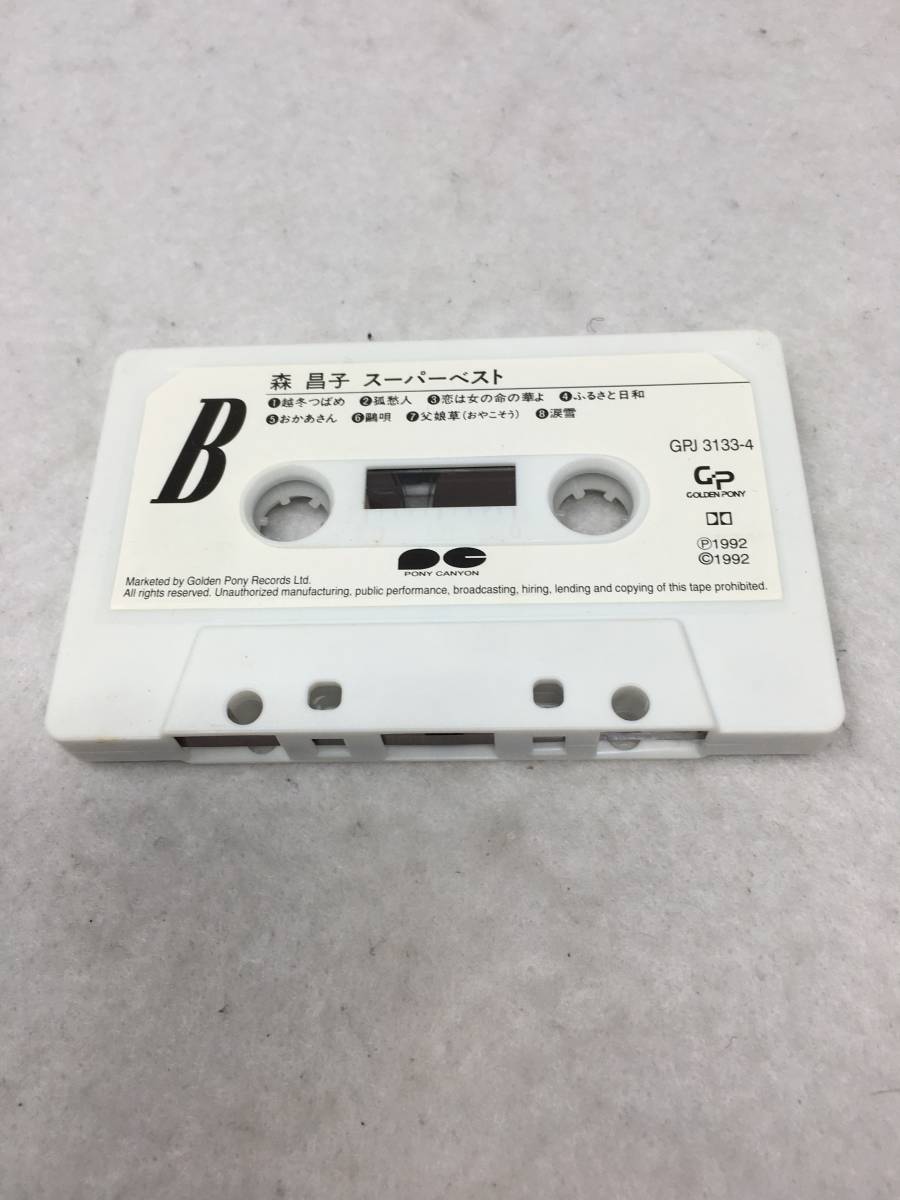 森 昌子 スーパーベスト
❶越冬つばめ ❷孤愁人 ❸恋は女の命の華よ ❹ふるさと日和
❺おかあさん ❻鷗唄 ❼父娘草(おやこそう) ❽涙雪
B
GPJ 3133-4
GP
GOLDEN PONY
ⓅⒸ
PONY CANYON
Ⓟ1992
©1992
Marketed by Golden Pony Records Ltd.
All rights reserved. Unauthorized manufacturing, public performance, broadcasting, hiring, lending and copying of this tape prohibited.